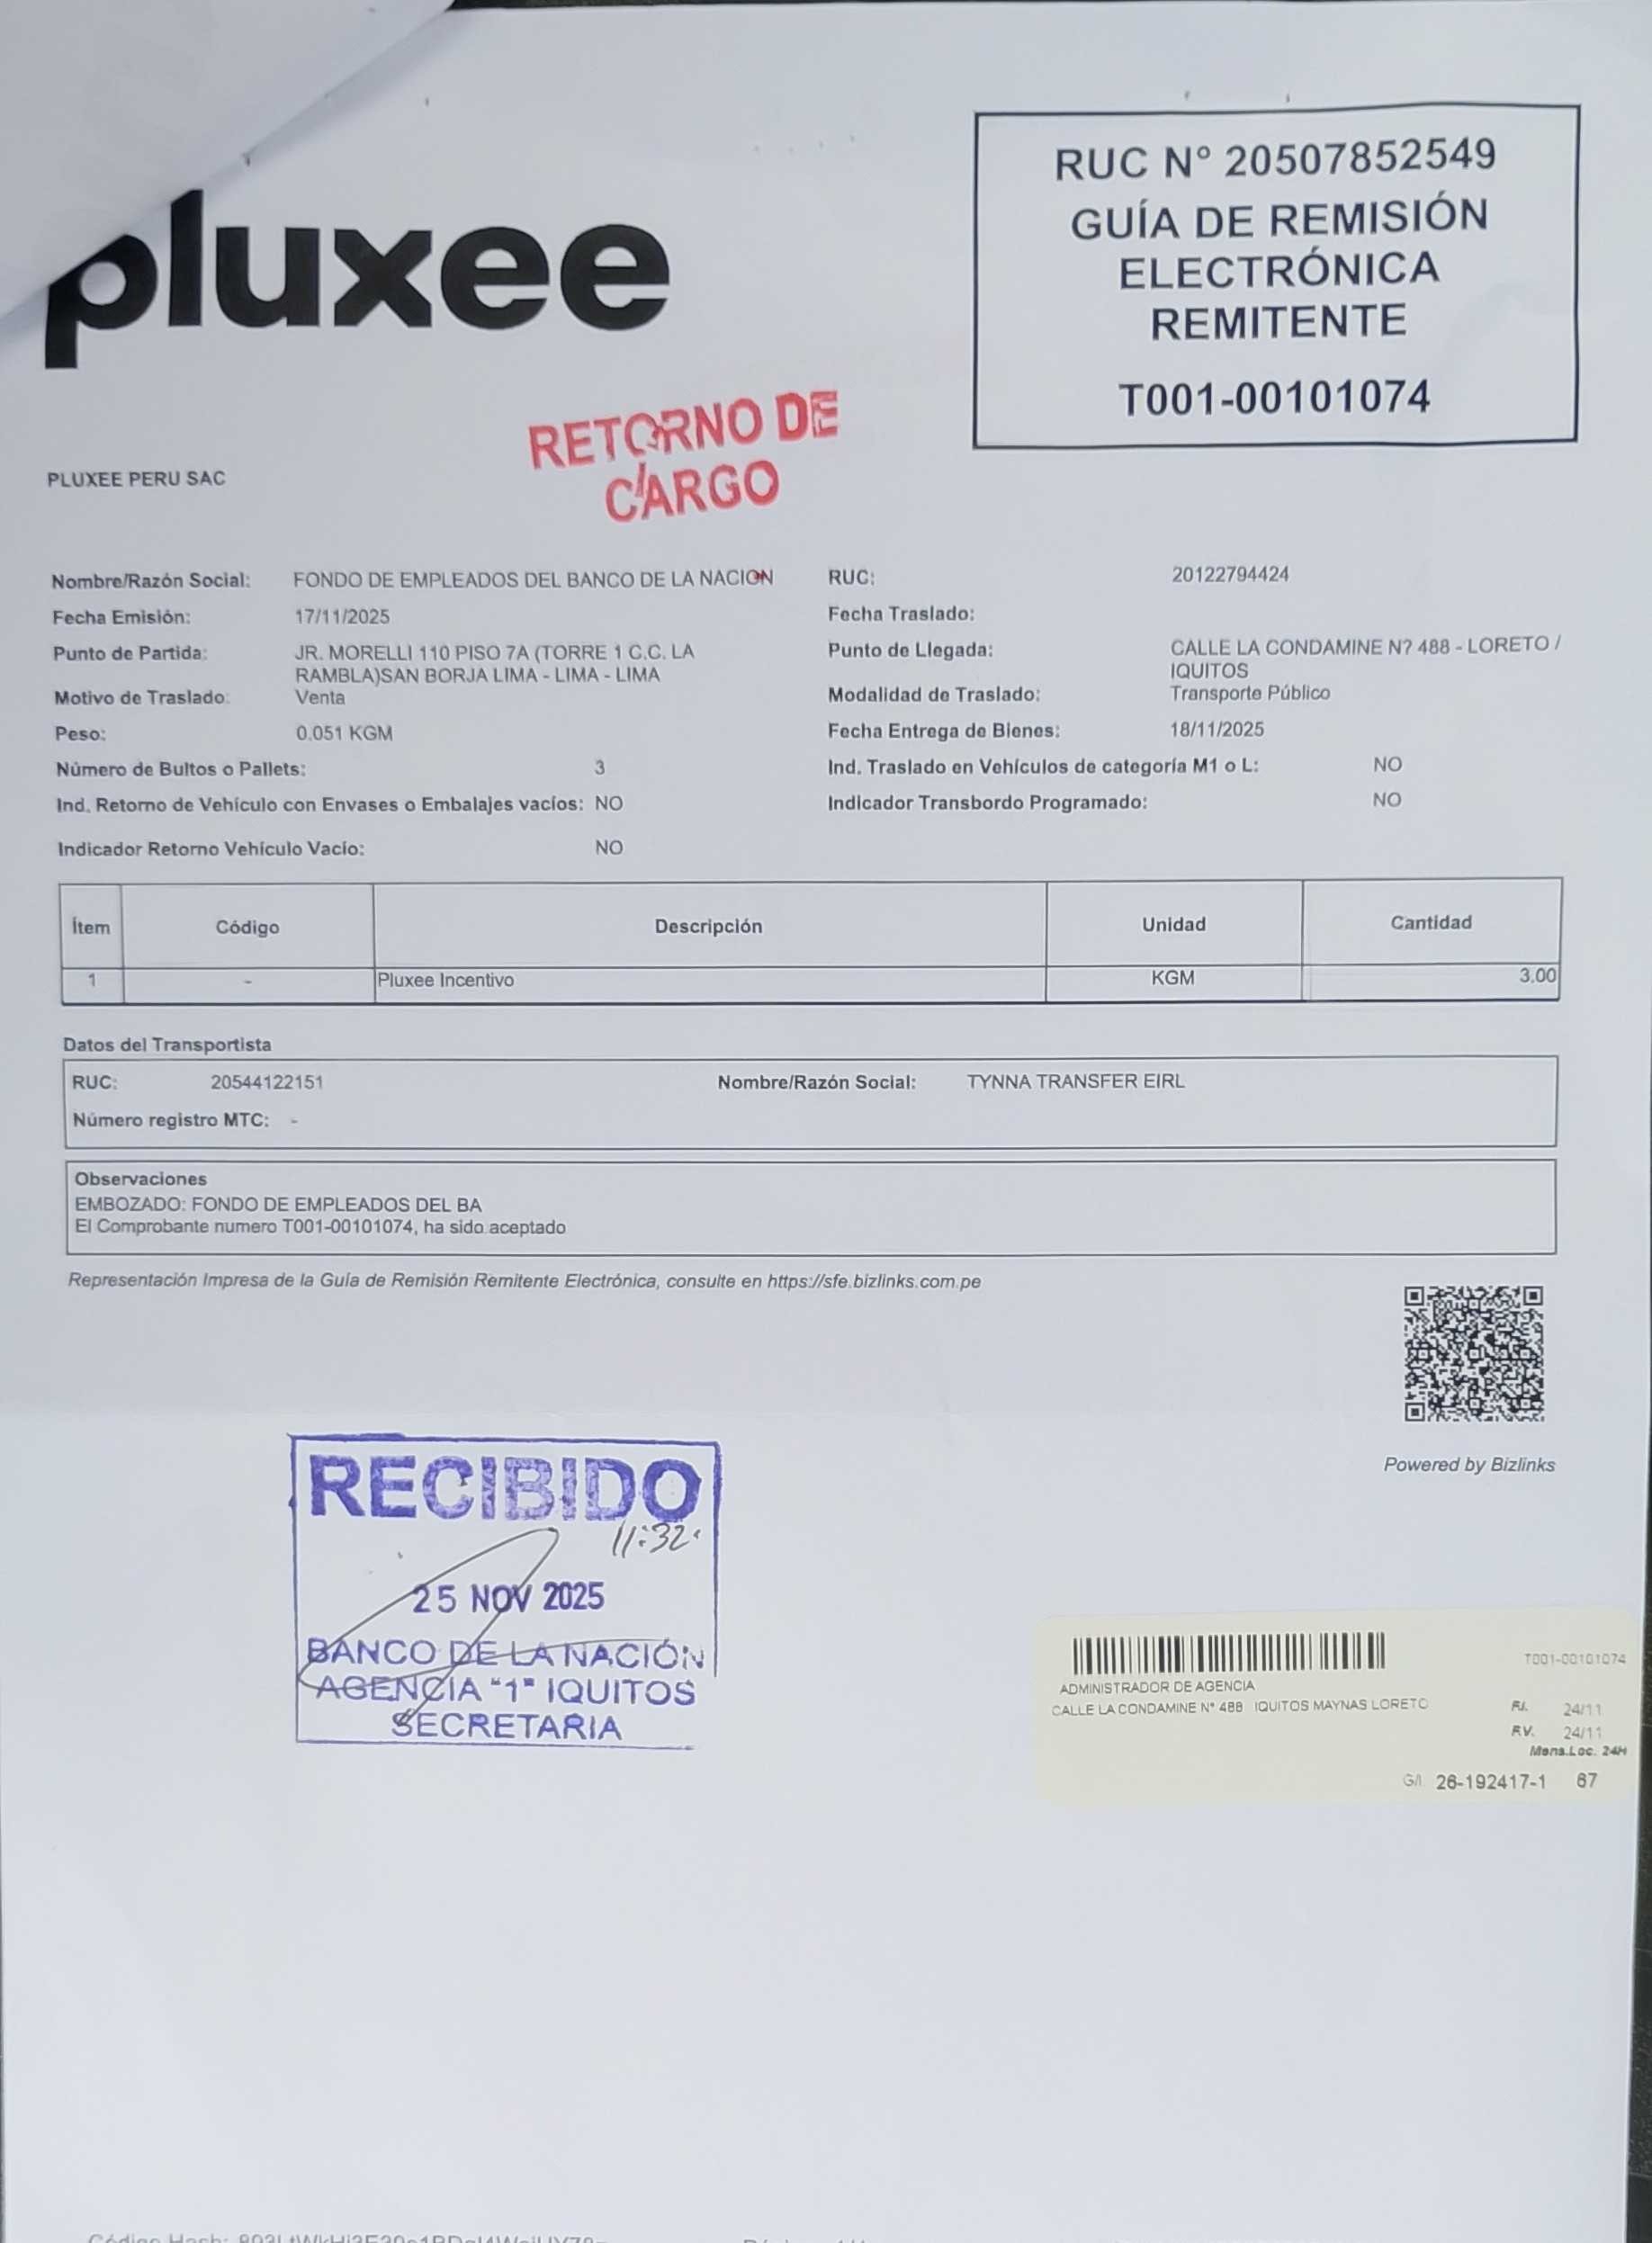 pluxee
RUC N° 20507852549
GUÍA DE REMISIÓN
ELECTRÓNICA
REMITENTE
T001-00101074
RETORNO DE
CARGO
PLUXEE PERU SAC
Nombre/Razón Social: FONDO DE EMPLEADOS DEL BANCO DE LA NACION RUC: 20122794424
Fecha Emisión: 17/11/2025 Fecha Traslado:
Punto de Partida: JR. MORELLI 110 PISO 7A (TORRE 1 C.C. LA Punto de Llegada: CALLE LA CONDAMINE N? 488 - LORETO /
RAMBLA)SAN BORJA LIMA - LIMA - LIMA IQUITOS
Motivo de Traslado: Venta Modalidad de Traslado: Transporte Público
Peso: 0.051 KGM Fecha Entrega de Bienes: 18/11/2025
Número de Bultos o Pallets: 3 Ind. Traslado en Vehículos de categoría M1 o L: NO
Ind. Retorno de Vehículo con Envases o Embalajes vacíos: NO Indicador Transbordo Programado: NO
Indicador Retorno Vehículo Vacío: NO
Ítem Código Descripción Unidad Cantidad
1 - Pluxee Incentivo KGM 3.00
Datos del Transportista
RUC: 20544122151 Nombre/Razón Social: TYNNA TRANSFER EIRL
Número registro MTC: -
Observaciones
EMBOZADO: FONDO DE EMPLEADOS DEL BA
El Comprobante numero T001-00101074, ha sido aceptado
Representación Impresa de la Guía de Remisión Remitente Electrónica, consulte en https://sfe.bizlinks.com.pe
Powered by Bizlinks
RECIBIDO
11:32
25 NOV 2025
BANCO DE LA NACIÓN
AGENCIA "1" IQUITOS
SECRETARIA
T001-00101074
ADMINISTRADOR DE AGENCIA
CALLE LA CONDAMINE N° 488 IQUITOS MAYNAS LORETO
F.I. 24/11
F.V. 24/11
Mens.Loc. 24H
G/I 26-192417-1 67